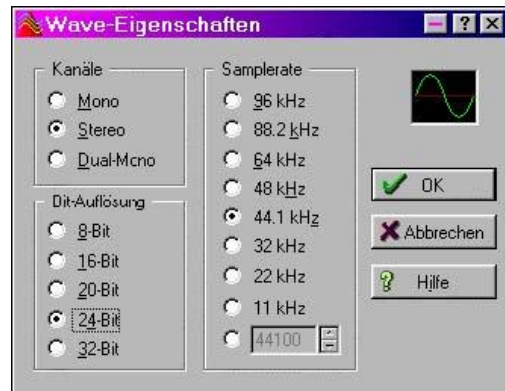 Wave-Eigenschaften
Kanäle
Mono
Stereo
Dual-Mono
Bit-Auflösung
8-Bit
16-Bit
20-Bit
24-Bit
32-Bit
Samplerate
96 kHz
88.2 kHz
64 kHz
48 kHz
44.1 kHz
32 kHz
22 kHz
11 kHz
44100
OK
Abbrechen
Hilfe